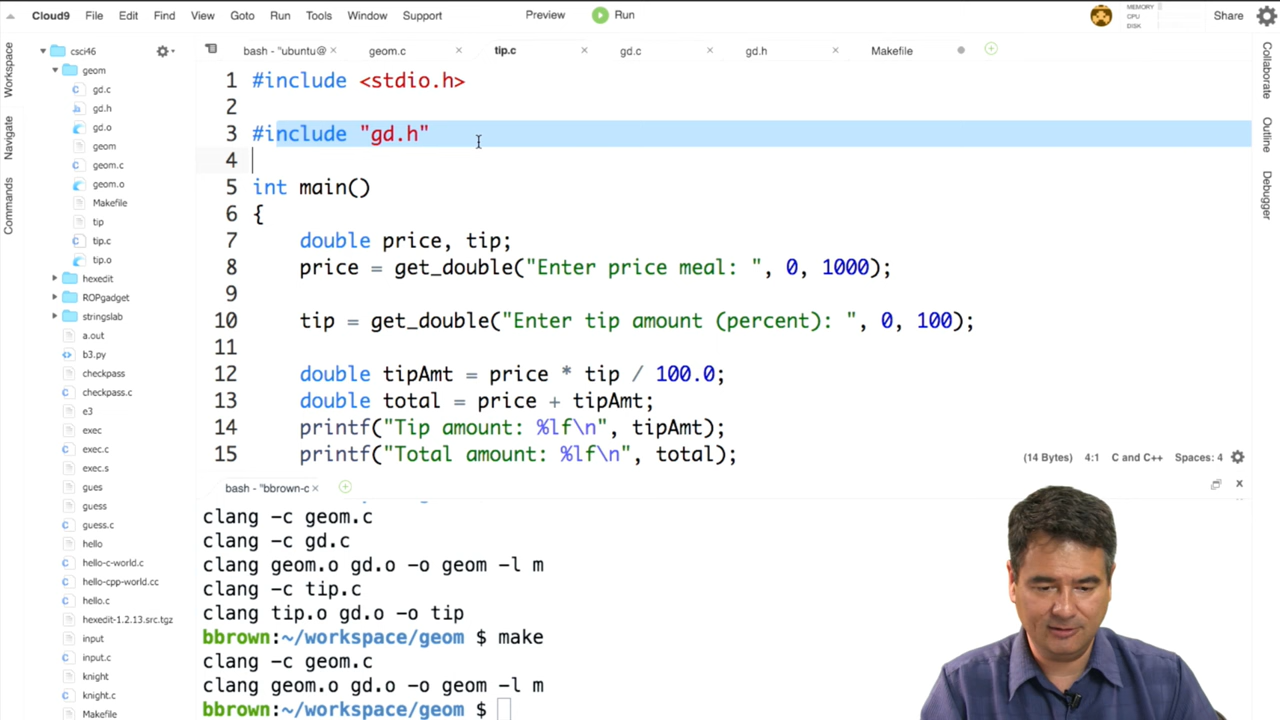 Cloud9 File Edit Find View Goto Run Tools Window Support Preview Run MEMORY CPU DISK Share
bash - "ubuntu@ × geom.c × tip.c × gd.c × gd.h × Makefile
Workspace
Navigate
Commands
csci46
geom
gd.c
gd.h
gd.o
geom
geom.c
geom.o
Makefile
tip
tip.c
tip.o
hexedit
ROPgadget
stringslab
a.out
b3.py
checkpass
checkpass.c
e3
exec
exec.c
exec.s
gues
guess
guess.c
hello
hello-c-world.c
hello-cpp-world.cc
hello.c
hexedit-1.2.13.src.tgz
input
input.c
knight
knight.c
Makefile
1 #include <stdio.h>
2
3 #include "gd.h"
4
5 int main()
6 {
7 double price, tip;
8 price = get_double("Enter price meal: ", 0, 1000);
9
10 tip = get_double("Enter tip amount (percent): ", 0, 100);
11
12 double tipAmt = price * tip / 100.0;
13 double total = price + tipAmt;
14 printf("Tip amount: %lf\n", tipAmt);
15 printf("Total amount: %lf\n", total);
(14 Bytes) 4:1 C and C++ Spaces: 4
bash - "bbrown-c ×
clang -c geom.c
clang -c gd.c
clang geom.o gd.o -o geom -l m
clang -c tip.c
clang tip.o gd.o -o tip
bbrown:~/workspace/geom $ make
clang -c geom.c
clang geom.o gd.o -o geom -l m
bbrown:~/workspace/geom $
Collaborate
Outline
Debugger